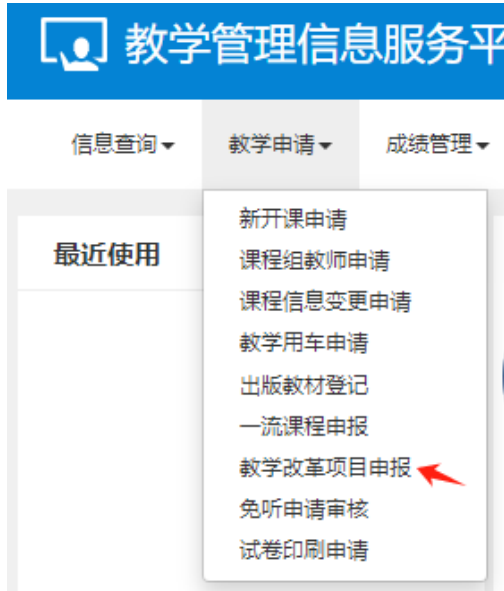 教学管理信息服务平
信息查询 教学申请 成绩管理
最近使用
新开课申请
课程组教师申请
课程信息变更申请
教学用车申请
出版教材登记
一流课程申报
教学改革项目申报
免听申请审核
试卷印刷申请